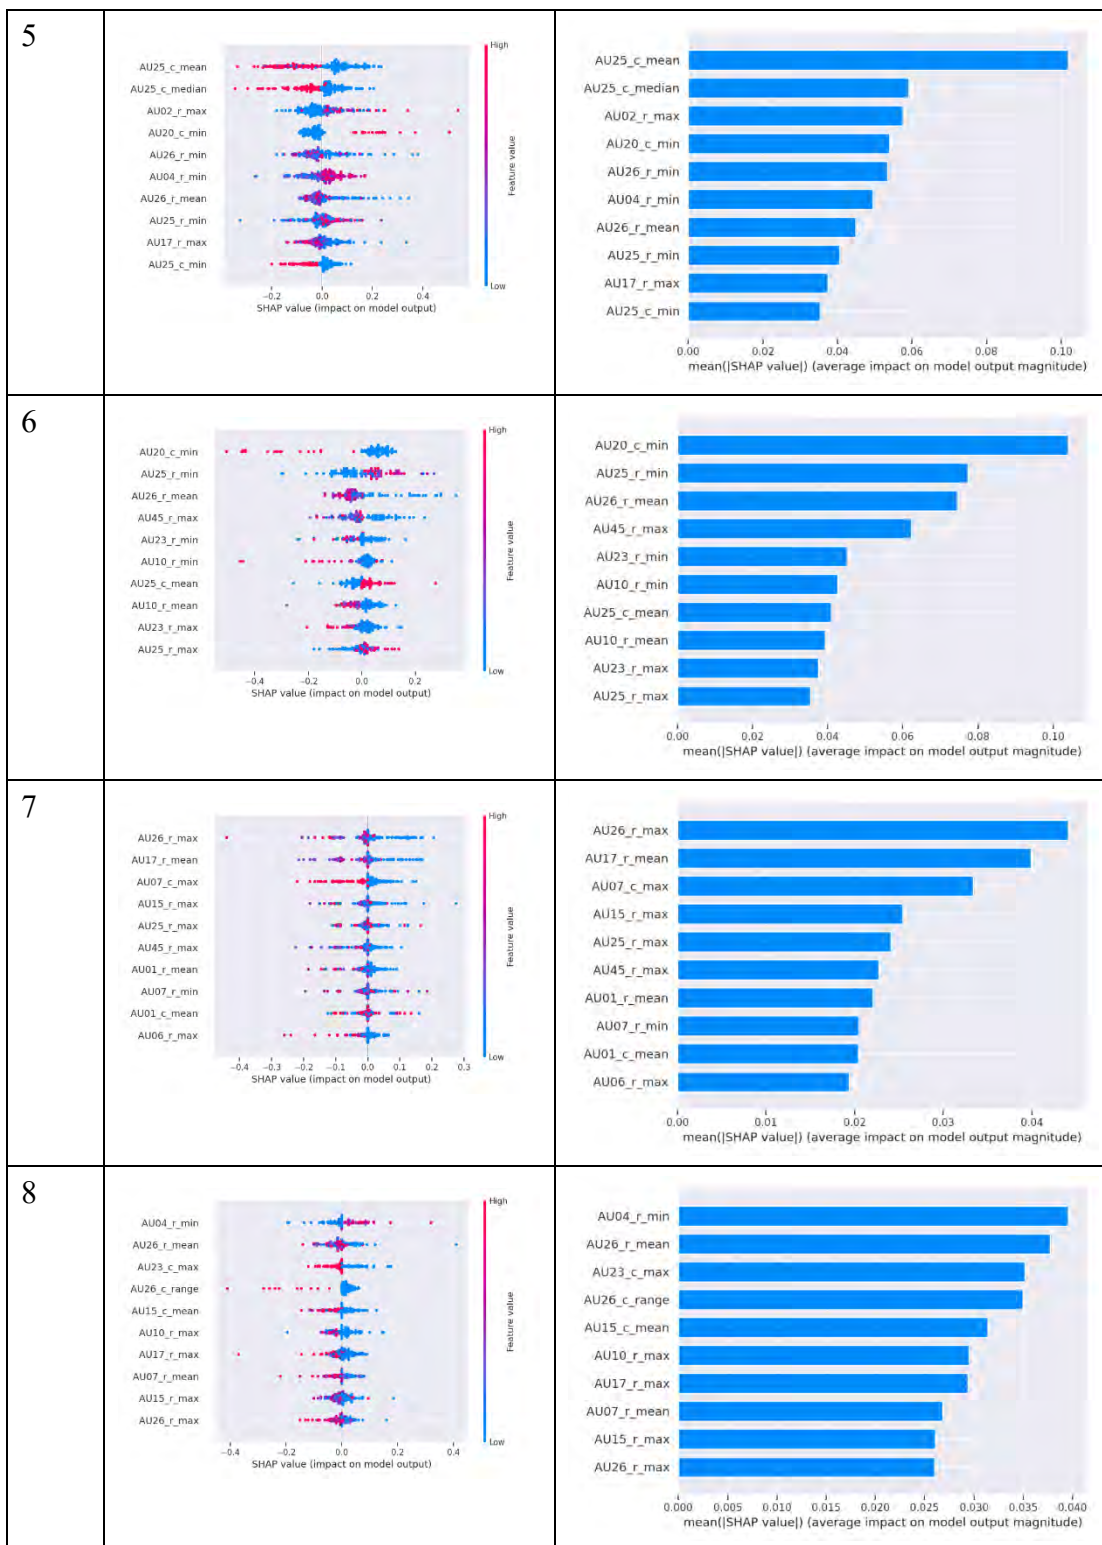 5
AU25_c_mean
AU25_c_median
AU02_r_max
AU20_c_min
AU26_r_min
AU04_r_min
AU26_r_mean
AU25_r_min
AU17_r_max
AU25_c_min
High
Feature value
Low
−0.2 0.0 0.2 0.4
SHAP value (impact on model output)
AU25_c_mean
AU25_c_median
AU02_r_max
AU20_c_min
AU26_r_min
AU04_r_min
AU26_r_mean
AU25_r_min
AU17_r_max
AU25_c_min
0.00 0.02 0.04 0.06 0.08 0.10
mean(|SHAP value|) (average impact on model output magnitude)
6
AU20_c_min
AU25_r_min
AU26_r_mean
AU45_r_max
AU23_r_min
AU10_r_min
AU25_c_mean
AU10_r_mean
AU23_r_max
AU25_r_max
High
Feature value
Low
−0.4 −0.2 0.0 0.2
SHAP value (impact on model output)
AU20_c_min
AU25_r_min
AU26_r_mean
AU45_r_max
AU23_r_min
AU10_r_min
AU25_c_mean
AU10_r_mean
AU23_r_max
AU25_r_max
0.00 0.02 0.04 0.06 0.08 0.10
mean(|SHAP value|) (average impact on model output magnitude)
7
AU26_r_max
AU17_r_mean
AU07_c_max
AU15_r_max
AU25_r_max
AU45_r_max
AU01_r_mean
AU07_r_min
AU01_c_mean
AU06_r_max
High
Feature value
Low
−0.4 −0.3 −0.2 −0.1 0.0 0.1 0.2 0.3
SHAP value (impact on model output)
AU26_r_max
AU17_r_mean
AU07_c_max
AU15_r_max
AU25_r_max
AU45_r_max
AU01_r_mean
AU07_r_min
AU01_c_mean
AU06_r_max
0.00 0.01 0.02 0.03 0.04
mean(|SHAP value|) (average impact on model output magnitude)
8
AU04_r_min
AU26_r_mean
AU23_c_max
AU26_c_range
AU15_c_mean
AU10_r_max
AU17_r_max
AU07_r_mean
AU15_r_max
AU26_r_max
High
Feature value
Low
−0.4 −0.2 0.0 0.2 0.4
SHAP value (impact on model output)
AU04_r_min
AU26_r_mean
AU23_c_max
AU26_c_range
AU15_c_mean
AU10_r_max
AU17_r_max
AU07_r_mean
AU15_r_max
AU26_r_max
0.000 0.005 0.010 0.015 0.020 0.025 0.030 0.035 0.040
mean(|SHAP value|) (average impact on model output magnitude)